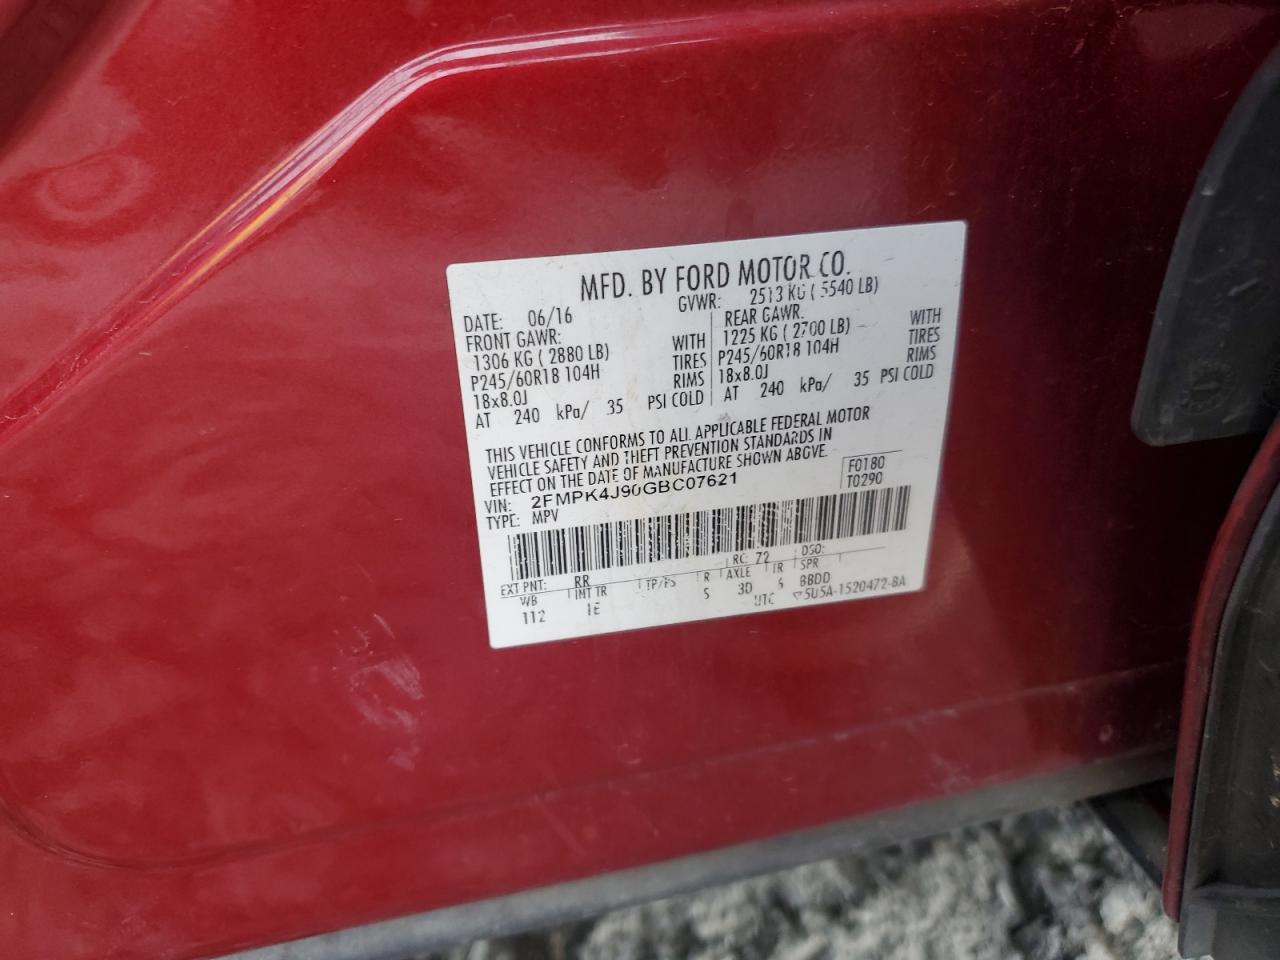 MFD. BY FORD MOTOR CO.
DATE: 06/16 GVWR: 2513 KG ( 5540 LB)
FRONT GAWR: REAR GAWR:
1306 KG ( 2880 LB) WITH 1225 KG ( 2700 LB) WITH
P245/60R18 104H TIRES P245/60R18 104H TIRES
18x8.0J RIMS 18x8.0J RIMS
AT 240 kPa/ 35 PSI COLD AT 240 kPa/ 35 PSI COLD
THIS VEHICLE CONFORMS TO ALL APPLICABLE FEDERAL MOTOR
VEHICLE SAFETY AND THEFT PREVENTION STANDARDS IN
EFFECT ON THE DATE OF MANUFACTURE SHOWN ABOVE.
VIN: 2FMPK4J90GBC07621 F0180
TYPE: MPV T0290
EXT PNT: RR RC: 72 DSO:
WB INT TR TP/PS R AXLE TR SPR
112 IE S 3D 6 BBDD
UTC 5U5A-1520472-BA